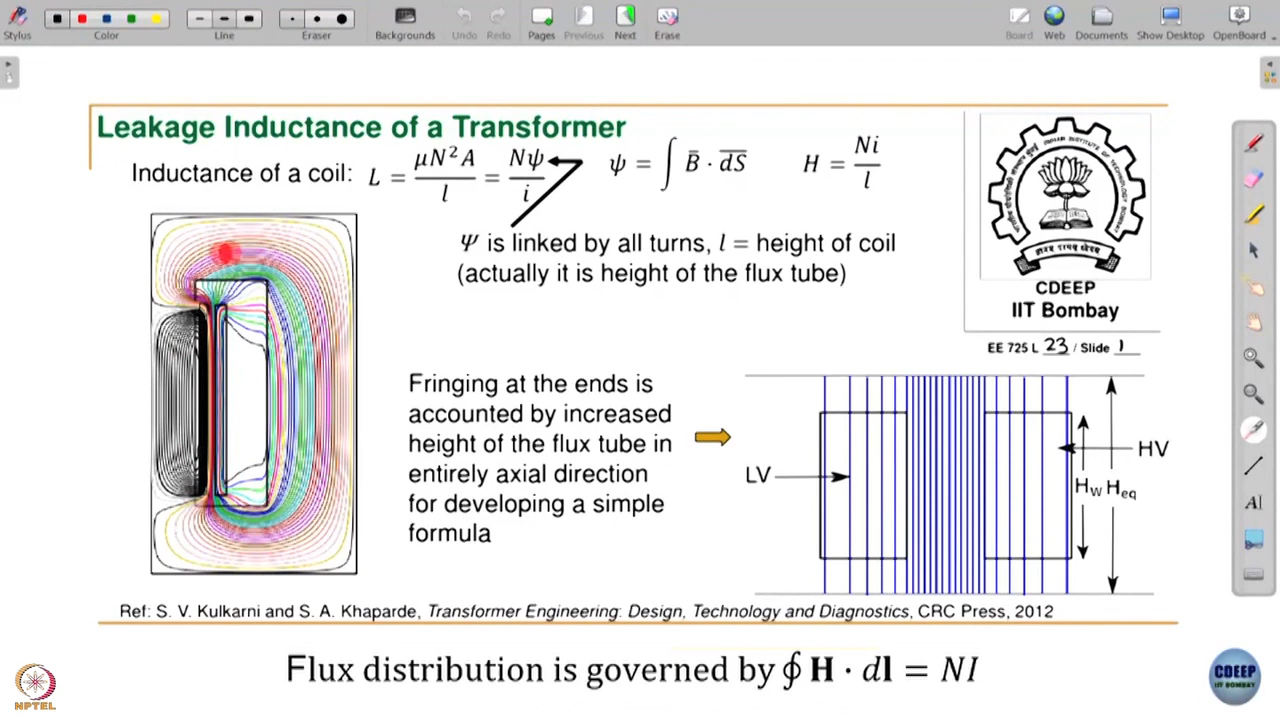 Stylus Color Line Eraser Backgrounds Undo Redo Pages Previous Next Erase Board Web Documents Show Desktop OpenBoard
Leakage Inductance of a Transformer
Inductance of a coil: L = μN²A / l = Nψ / i    ψ = ∫ B̄ · d̄S̄    H = Ni / l
Ψ is linked by all turns, l = height of coil
(actually it is height of the flux tube)
CDEEP
IIT Bombay
EE 725 L 23 / Slide 1
Fringing at the ends is
accounted by increased
height of the flux tube in
entirely axial direction
for developing a simple
formula
LV
HV
H_W H_eq
Ref: S. V. Kulkarni and S. A. Khaparde, Transformer Engineering: Design, Technology and Diagnostics, CRC Press, 2012
Flux distribution is governed by ∮ H · dl = NI
NPTEL
CDEEP
IIT BOMBAY